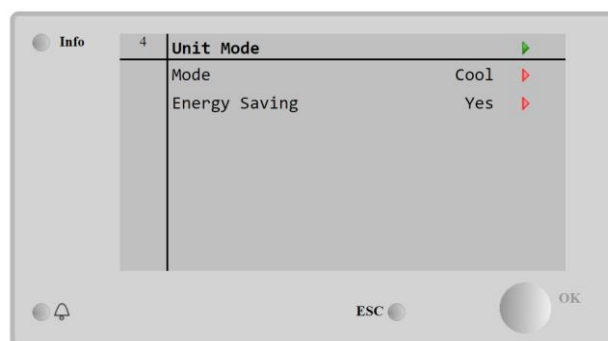 Info
4 Unit Mode
Mode Cool
Energy Saving Yes
ESC
OK